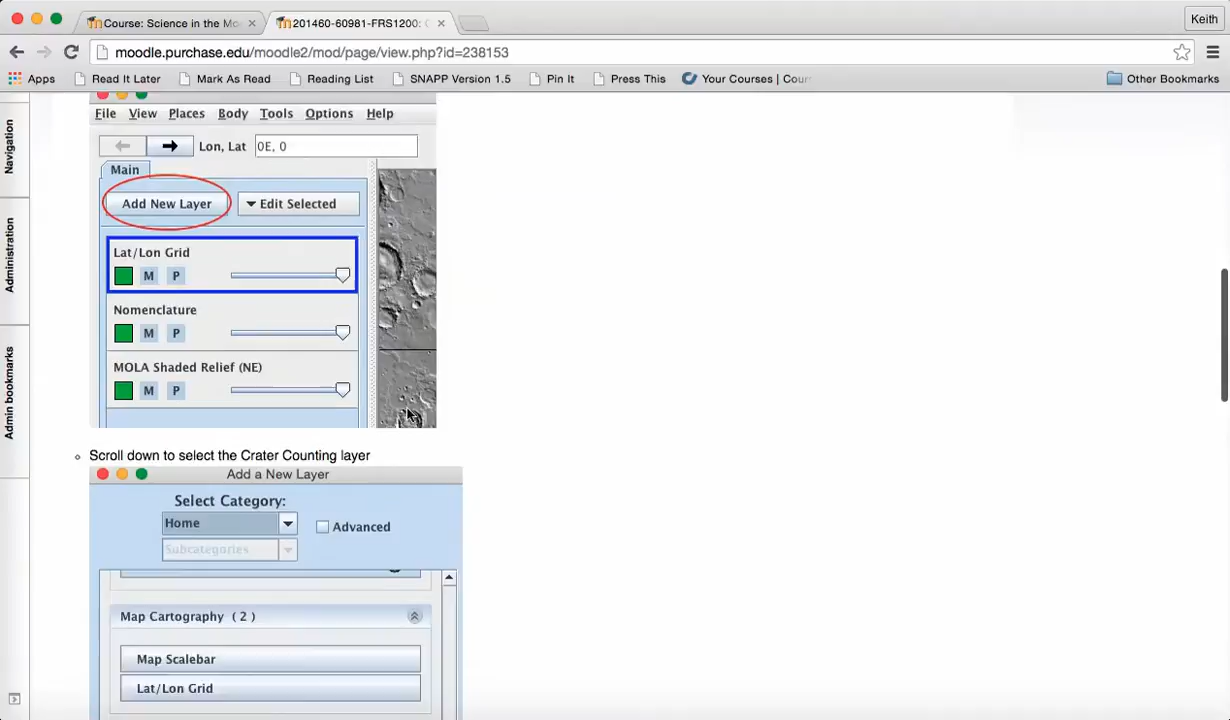 Course: Science in the Mo
201460-60981-FRS1200:
Keith
moodle.purchase.edu/moodle2/mod/page/view.php?id=238153
Apps Read It Later Mark As Read Reading List SNAPP Version 1.5 Pin It Press This Your Courses | Cour Other Bookmarks
Navigation
Administration
Admin bookmarks
File View Places Body Tools Options Help
Lon, Lat 0E, 0
Main
Add New Layer Edit Selected
Lat/Lon Grid
M P
Nomenclature
M P
MOLA Shaded Relief (NE)
M P
Scroll down to select the Crater Counting layer
Add a New Layer
Select Category:
Home Advanced
Subcategories
Map Cartography ( 2 )
Map Scalebar
Lat/Lon Grid